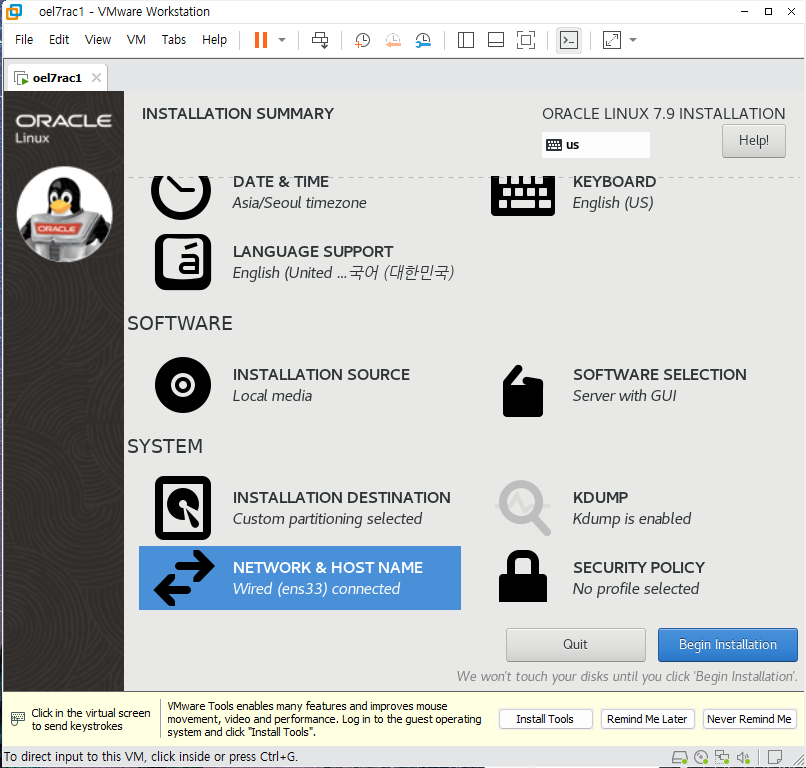 oel7rac1 - VMware Workstation
File Edit View VM Tabs Help
oel7rac1
ORACLE
Linux
ORACLE
INSTALLATION SUMMARY
ORACLE LINUX 7.9 INSTALLATION
us
Help!
DATE & TIME
Asia/Seoul timezone
KEYBOARD
English (US)
LANGUAGE SUPPORT
English (United ...국어 (대한민국)
SOFTWARE
INSTALLATION SOURCE
Local media
SOFTWARE SELECTION
Server with GUI
SYSTEM
INSTALLATION DESTINATION
Custom partitioning selected
KDUMP
Kdump is enabled
NETWORK & HOST NAME
Wired (ens33) connected
SECURITY POLICY
No profile selected
Quit
Begin Installation
We won't touch your disks until you click 'Begin Installation'.
Click in the virtual screen
to send keystrokes
VMware Tools enables many features and improves mouse
movement, video and performance. Log in to the guest operating
system and click "Install Tools".
Install Tools
Remind Me Later
Never Remind Me
To direct input to this VM, click inside or press Ctrl+G.